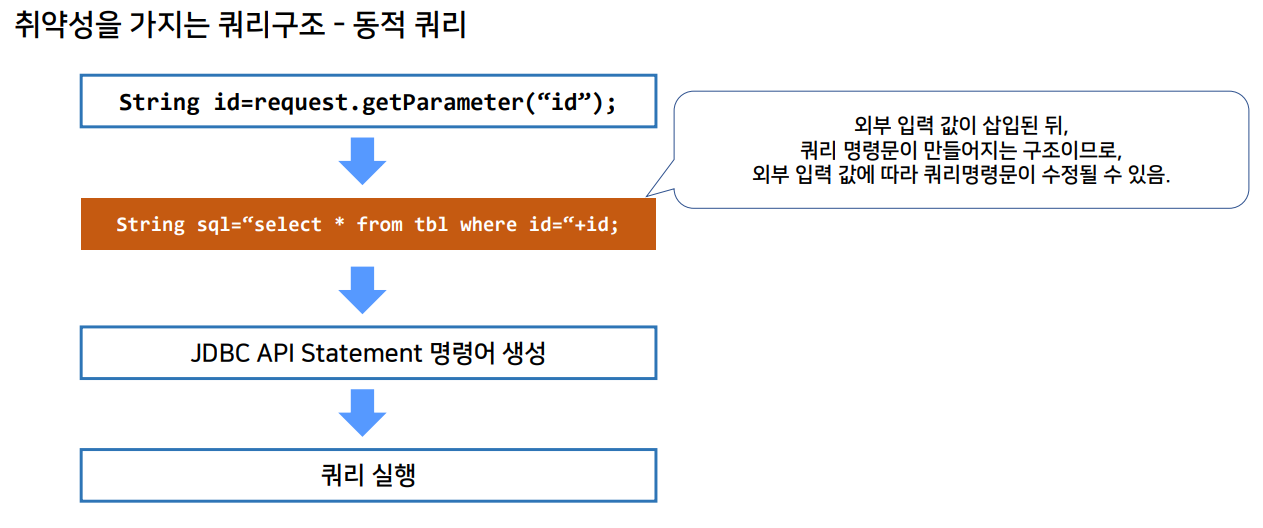 취약성을 가지는 쿼리구조 - 동적 쿼리
String id=request.getParameter(“id”);
외부 입력 값이 삽입된 뒤,
쿼리 명령문이 만들어지는 구조이므로,
외부 입력 값에 따라 쿼리명령문이 수정될 수 있음.
String sql=“select * from tbl where id=“+id;
JDBC API Statement 명령어 생성
쿼리 실행